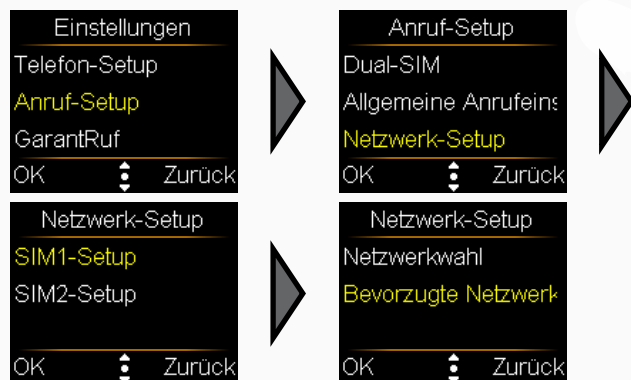 Einstellungen
Telefon-Setup
Anruf-Setup
GarantRuf
OK Zurück
Anruf-Setup
Dual-SIM
Allgemeine Anrufeins
Netzwerk-Setup
OK Zurück
Netzwerk-Setup
SIM1-Setup
SIM2-Setup
OK Zurück
Netzwerk-Setup
Netzwerkwahl
Bevorzugte Netzwerk
OK Zurück